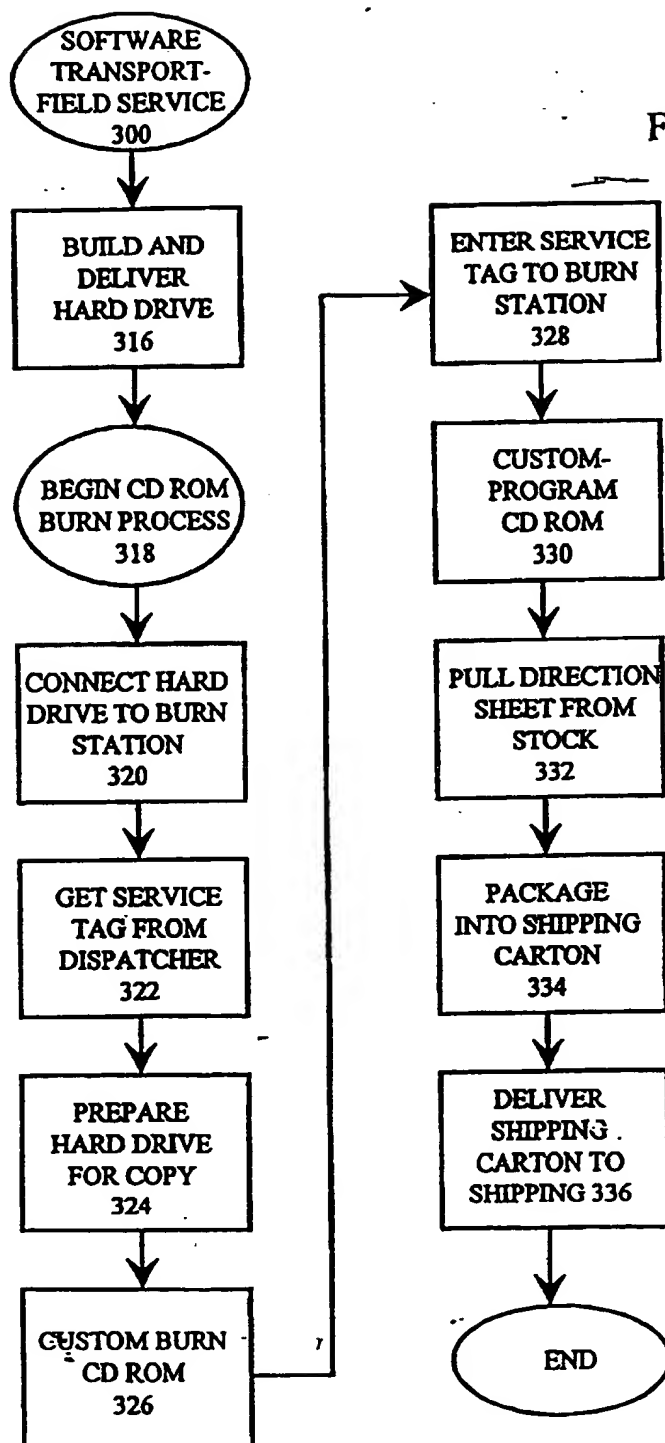 SOFTWARE
TRANSPORT-
FIELD SERVICE
300
BUILD AND
DELIVER
HARD DRIVE
316
BEGIN CD ROM
BURN PROCESS
318
CONNECT HARD
DRIVE TO BURN
STATION
320
GET SERVICE
TAG FROM
DISPATCHER
322
PREPARE
HARD DRIVE
FOR COPY
324
CUSTOM BURN
CD ROM
326
F
ENTER SERVICE
TAG TO BURN
STATION
328
CUSTOM-
PROGRAM
CD ROM
330
PULL DIRECTION
SHEET FROM
STOCK
332
PACKAGE
INTO SHIPPING
CARTON
334
DELIVER
SHIPPING
CARTON TO
SHIPPING 336
END